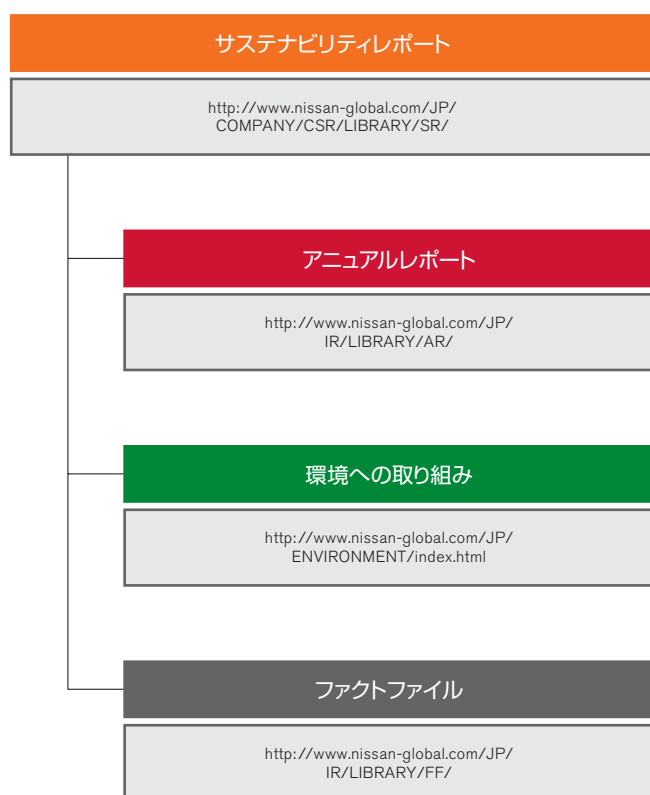 サステナビリティレポート
http://www.nissan-global.com/JP/
COMPANY/CSR/LIBRARY/SR/
アニュアルレポート
http://www.nissan-global.com/JP/
IR/LIBRARY/AR/
環境への取り組み
http://www.nissan-global.com/JP/
ENVIRONMENT/index.html
ファクトファイル
http://www.nissan-global.com/JP/
IR/LIBRARY/FF/